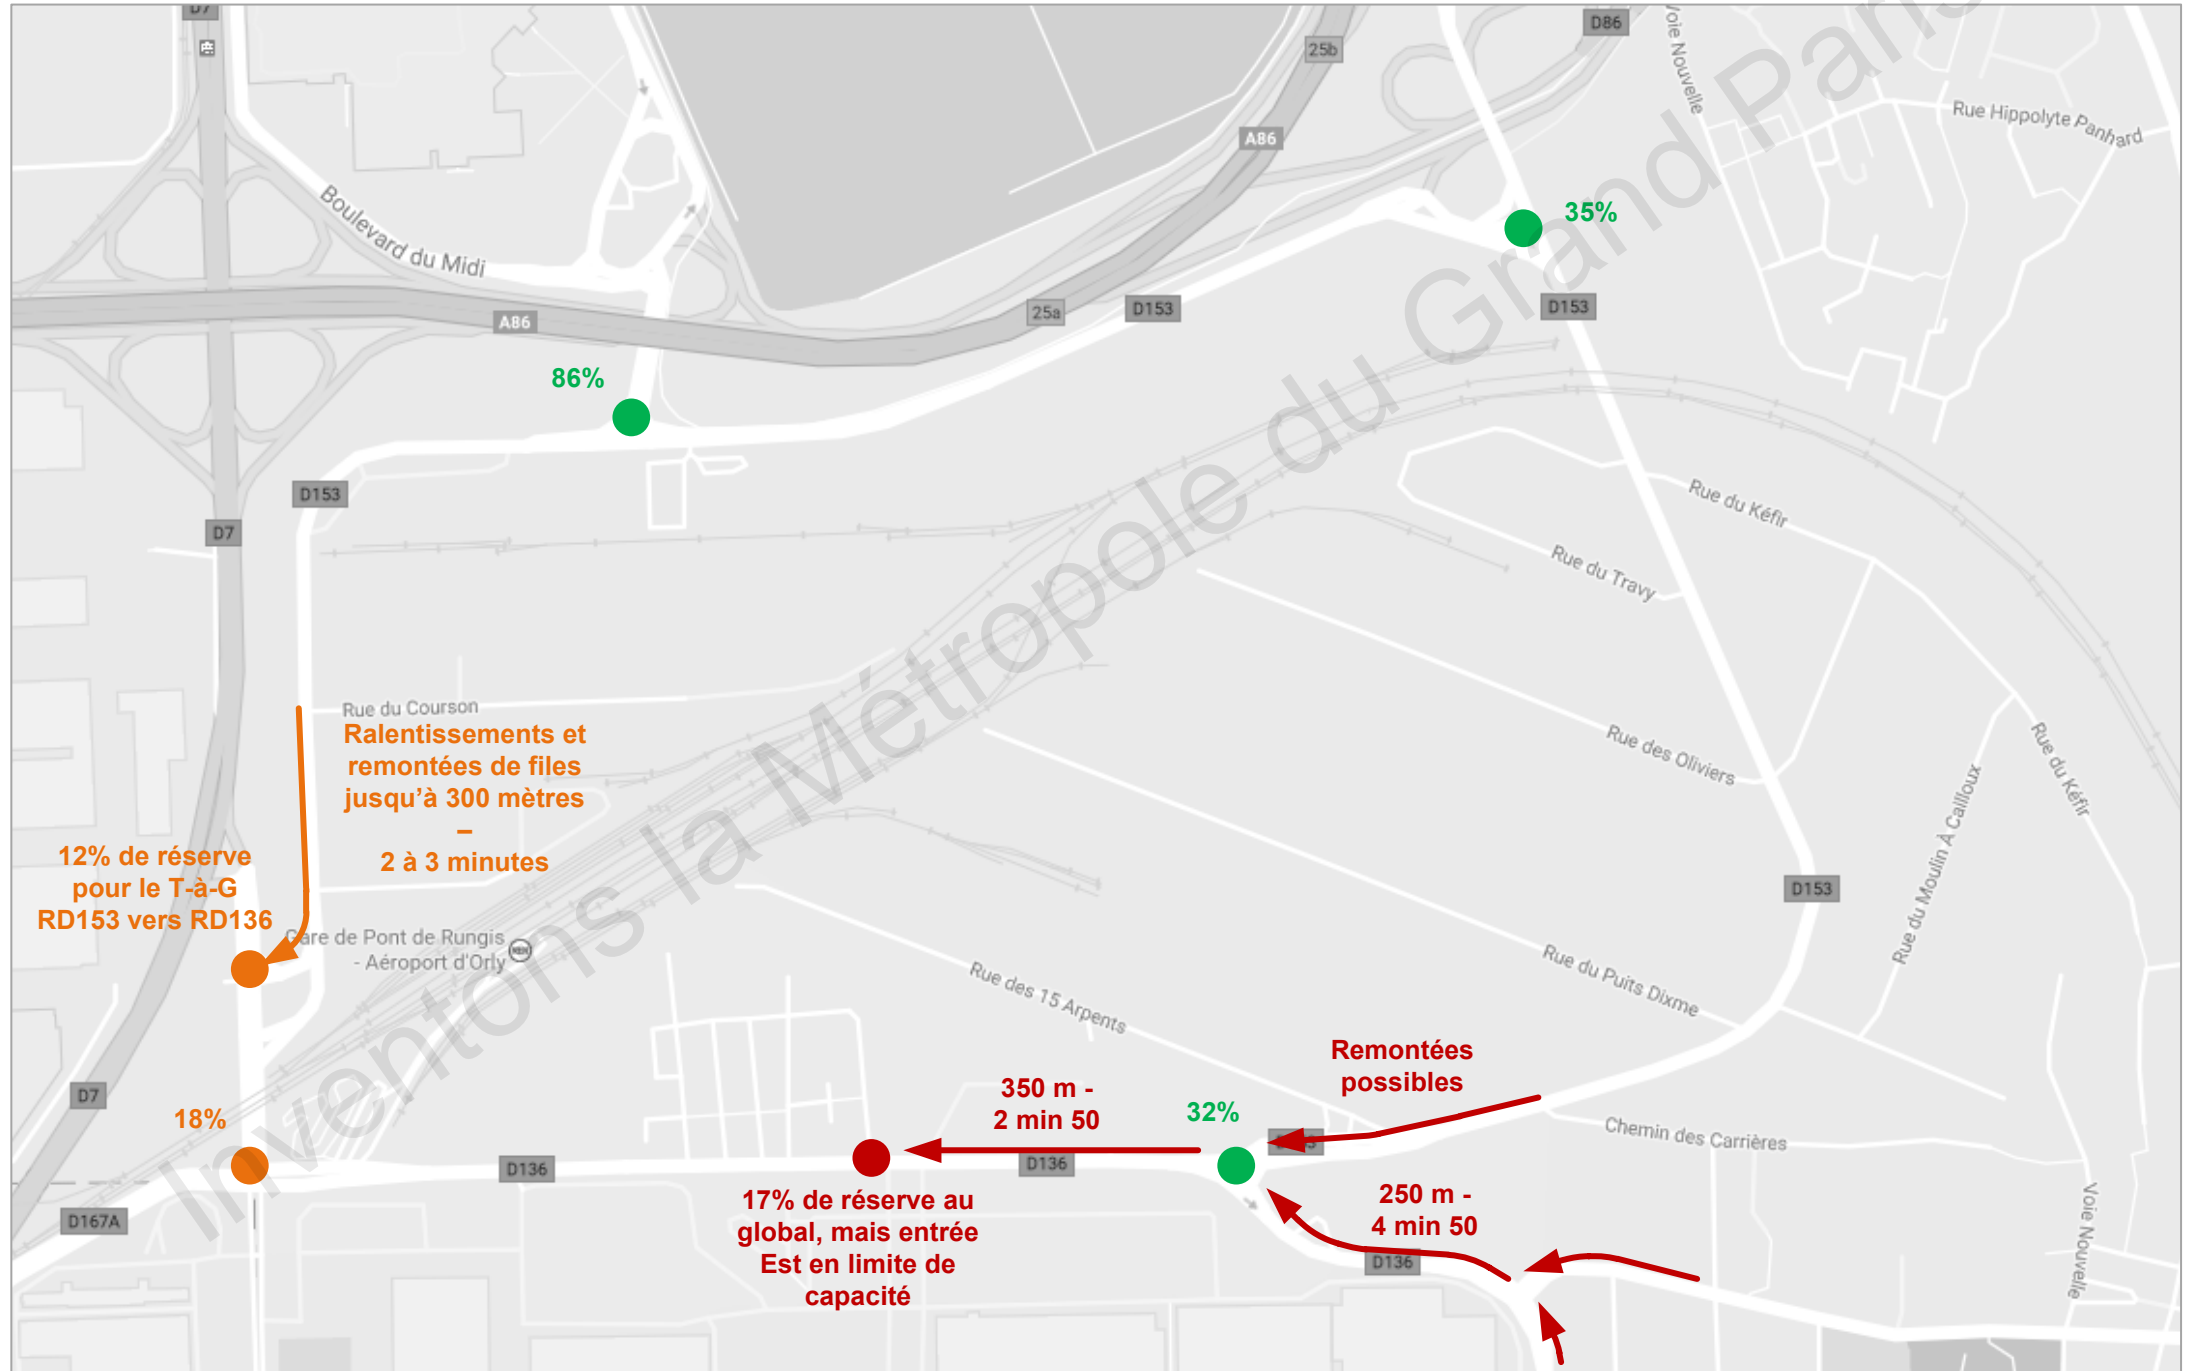 D7
25b
D86
Voie Nouvelle
Rue Hippolyte Panhard
A86
Boulevard du Midi
35%
A86
25a
D153
D153
86%
D153
D7
Rue du Kéfir
Rue du Travy
Rue du Courson
Ralentissements et
remontées de files
jusqu'à 300 mètres
–
2 à 3 minutes
Rue des Oliviers
Rue du Moulin À Cailloux
Rue du Kéfir
12% de réserve
pour le T-à-G
RD153 vers RD136
Gare de Pont de Rungis
- Aéroport d'Orly
D153
Rue des 15 Arpents
Rue du Puits Dixme
Remontées
possibles
D7
350 m -
2 min 50
18%
32%
Chemin des Carrières
D136
D136
D167A
17% de réserve au
global, mais entrée
Est en limite de
capacité
250 m -
4 min 50
D136
Voie Nouvelle
Inventons la Métropole du Grand Paris